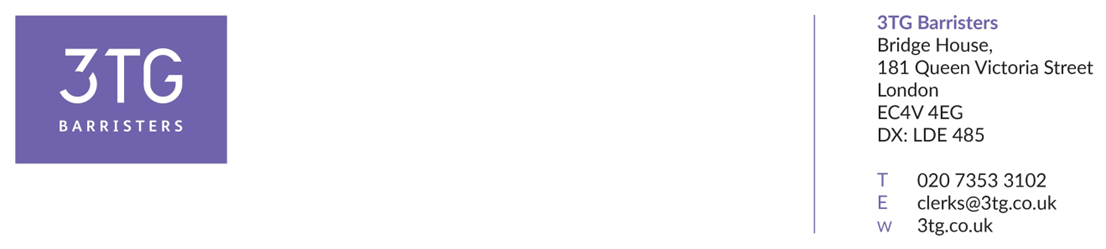 3TG
BARRISTERS
3TG Barristers
Bridge House,
181 Queen Victoria Street
London
EC4V 4EG
DX: LDE 485
T 020 7353 3102
E clerks@3tg.co.uk
w 3tg.co.uk